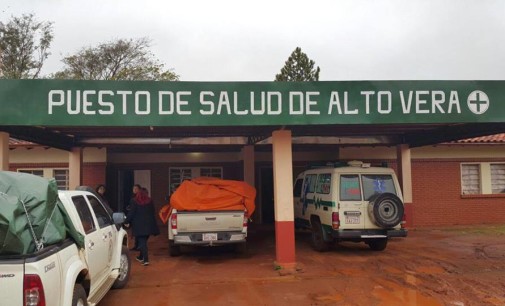 PUESTO DE SALUD DE ALTO VERA